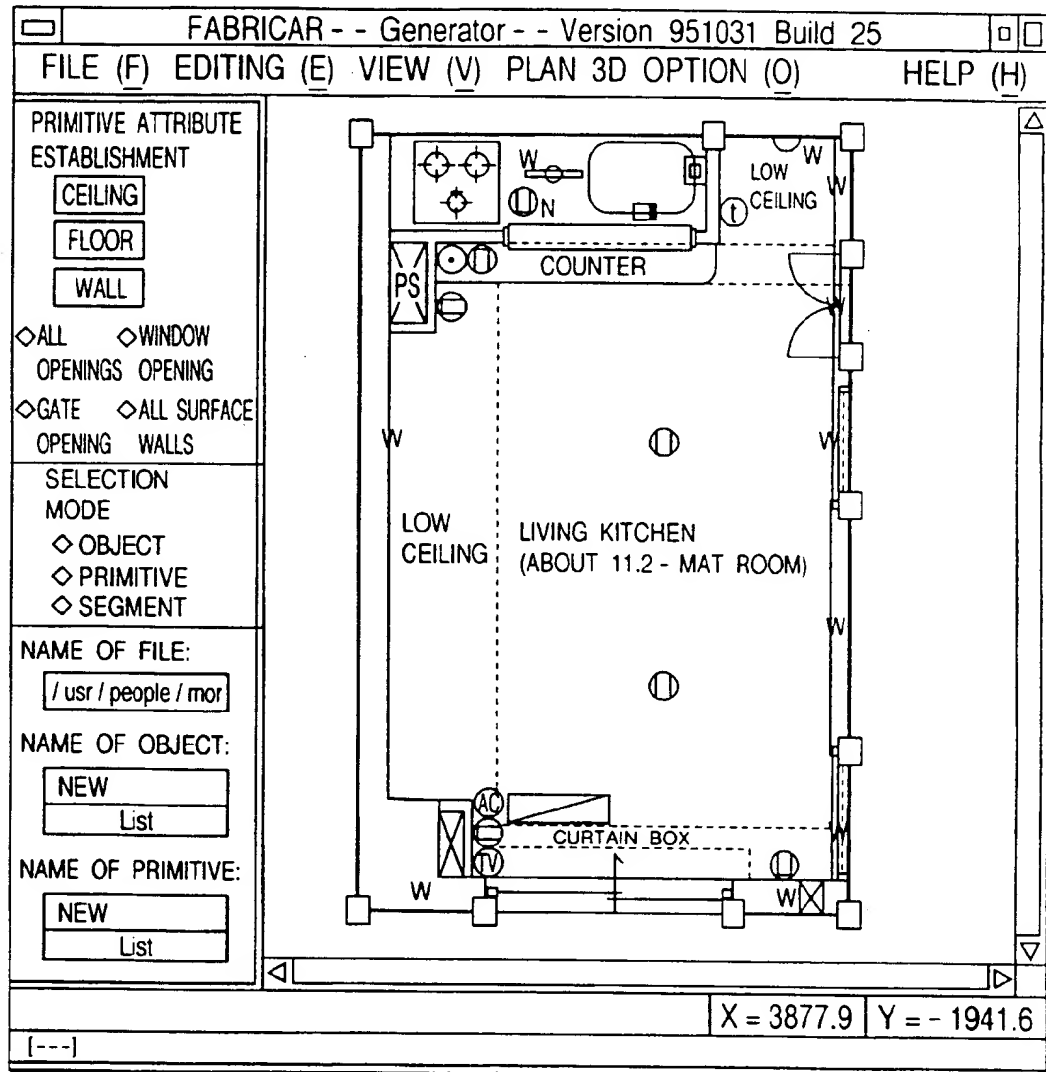 FABRICAR - - Generator - - Version 951031 Build 25
FILE (F) EDITING (E) VIEW (V) PLAN 3D OPTION (O) HELP (H)
PRIMITIVE ATTRIBUTE
ESTABLISHMENT
CEILING
FLOOR
WALL
◇ALL ◇WINDOW
OPENINGS OPENING
◇GATE ◇ALL SURFACE
OPENING WALLS
SELECTION
MODE
◇ OBJECT
◇ PRIMITIVE
◇ SEGMENT
NAME OF FILE:
/ usr / people / mor
NAME OF OBJECT:
NEW
List
NAME OF PRIMITIVE:
NEW
List
W
N
W
LOW
CEILING
W
t
COUNTER
PS
W
W
W
LOW
CEILING
LIVING KITCHEN
(ABOUT 11.2 - MAT ROOM)
W
AC
CURTAIN BOX
W
TV
W
W
X = 3877.9 Y = - 1941.6
[---]